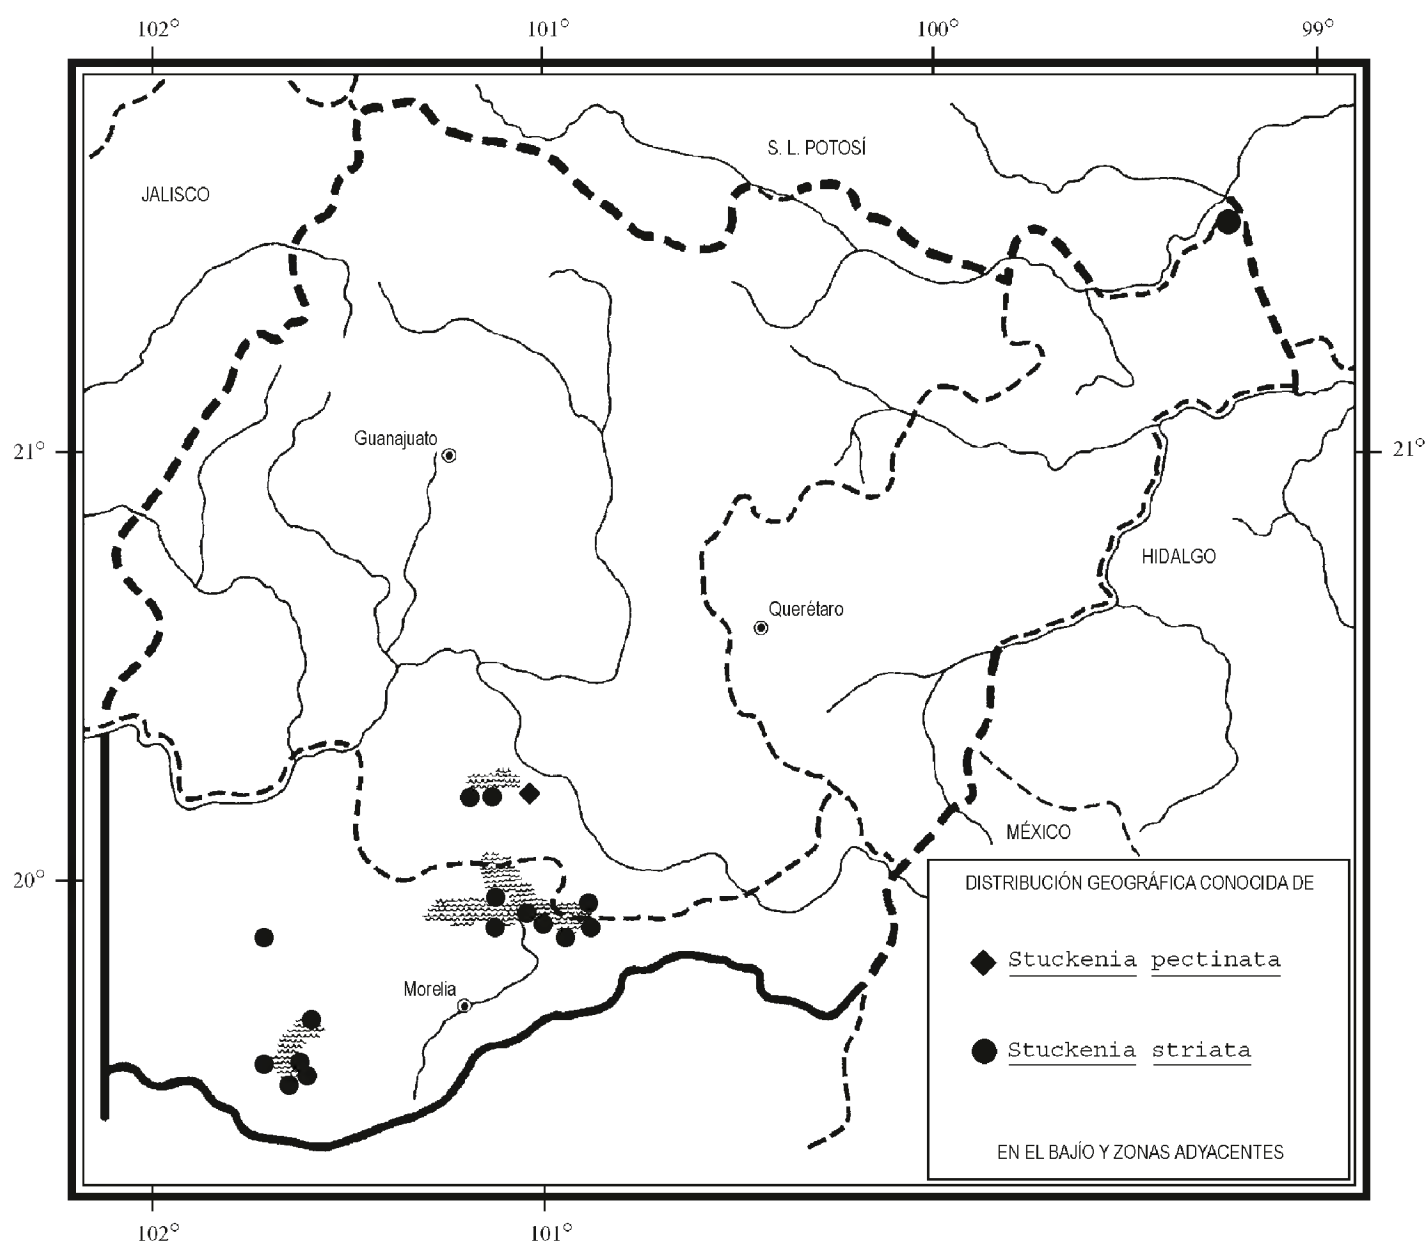 102° 101° 100° 99°
S. L. POTOSÍ
JALISCO
Guanajuato
21° 21°
HIDALGO
Querétaro
MÉXICO
20°
DISTRIBUCIÓN GEOGRÁFICA CONOCIDA DE
Stuckenia pectinata
Morelia
Stuckenia striata
EN EL BAJÍO Y ZONAS ADYACENTES
102° 101°